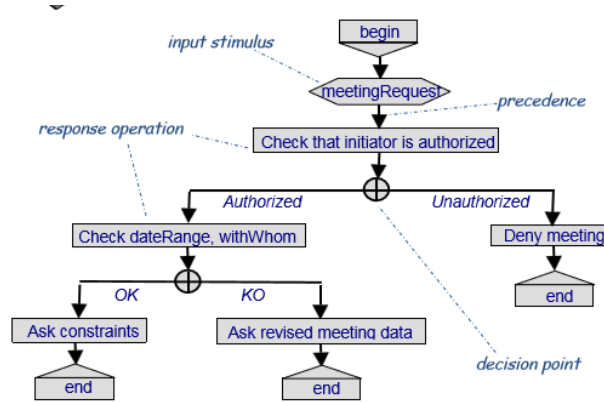 begin
input stimulus
meetingRequest
precedence
response operation
Check that initiator is authorized
Authorized
Unauthorized
Check dateRange, withWhom
Deny meeting
OK
KO
end
Ask constraints
Ask revised meeting data
decision point
end
end